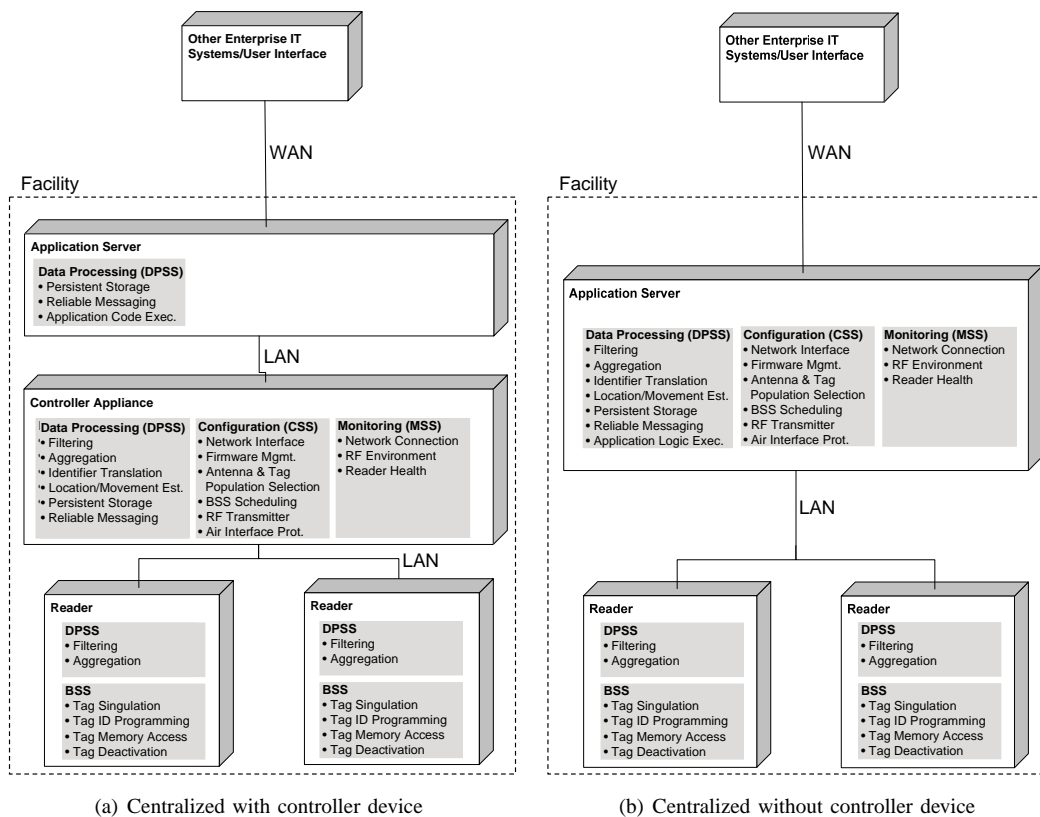 Other Enterprise IT
Systems/User Interface
WAN
Facility
Application Server
Data Processing (DPSS)
• Persistent Storage
• Reliable Messaging
• Application Code Exec.
LAN
Controller Appliance
Data Processing (DPSS)
• Filtering
• Aggregation
• Identifier Translation
• Location/Movement Est.
• Persistent Storage
• Reliable Messaging
Configuration (CSS)
• Network Interface
• Firmware Mgmt.
• Antenna & Tag
Population Selection
• BSS Scheduling
• RF Transmitter
• Air Interface Prot.
Monitoring (MSS)
• Network Connection
• RF Environment
• Reader Health
LAN
Reader
DPSS
• Filtering
• Aggregation
BSS
• Tag Singulation
• Tag ID Programming
• Tag Memory Access
• Tag Deactivation
Reader
DPSS
• Filtering
• Aggregation
BSS
• Tag Singulation
• Tag ID Programming
• Tag Memory Access
• Tag Deactivation
(a) Centralized with controller device
Other Enterprise IT
Systems/User Interface
WAN
Facility
Application Server
Data Processing (DPSS)
• Filtering
• Aggregation
• Identifier Translation
• Location/Movement Est.
• Persistent Storage
• Reliable Messaging
• Application Logic Exec.
Configuration (CSS)
• Network Interface
• Firmware Mgmt.
• Antenna & Tag
Population Selection
• BSS Scheduling
• RF Transmitter
• Air Interface Prot.
Monitoring (MSS)
• Network Connection
• RF Environment
• Reader Health
LAN
Reader
DPSS
• Filtering
• Aggregation
BSS
• Tag Singulation
• Tag ID Programming
• Tag Memory Access
• Tag Deactivation
Reader
DPSS
• Filtering
• Aggregation
BSS
• Tag Singulation
• Tag ID Programming
• Tag Memory Access
• Tag Deactivation
(b) Centralized without controller device